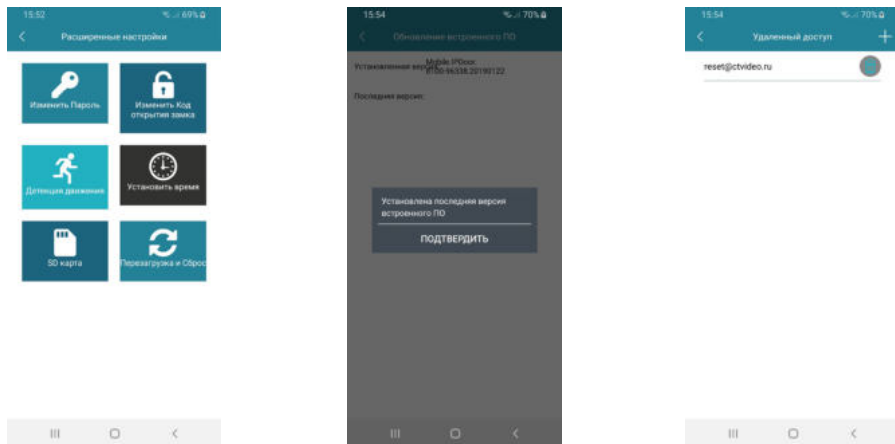 15:52
69%
Расширенные настройки
Изменить Пароль
Изменить Код
открытия замка
Детекция движения
Установить время
SD карта
Перезагрузка и Сброс
15:54
70%
Обновление встроенного ПО
Установленная версия:
Mobile IPDoor
Последняя версия:
Установлена последняя версия
встроенного ПО
ПОДТВЕРДИТЬ
15:54
70%
Удаленный доступ
reset@ctvideo.ru